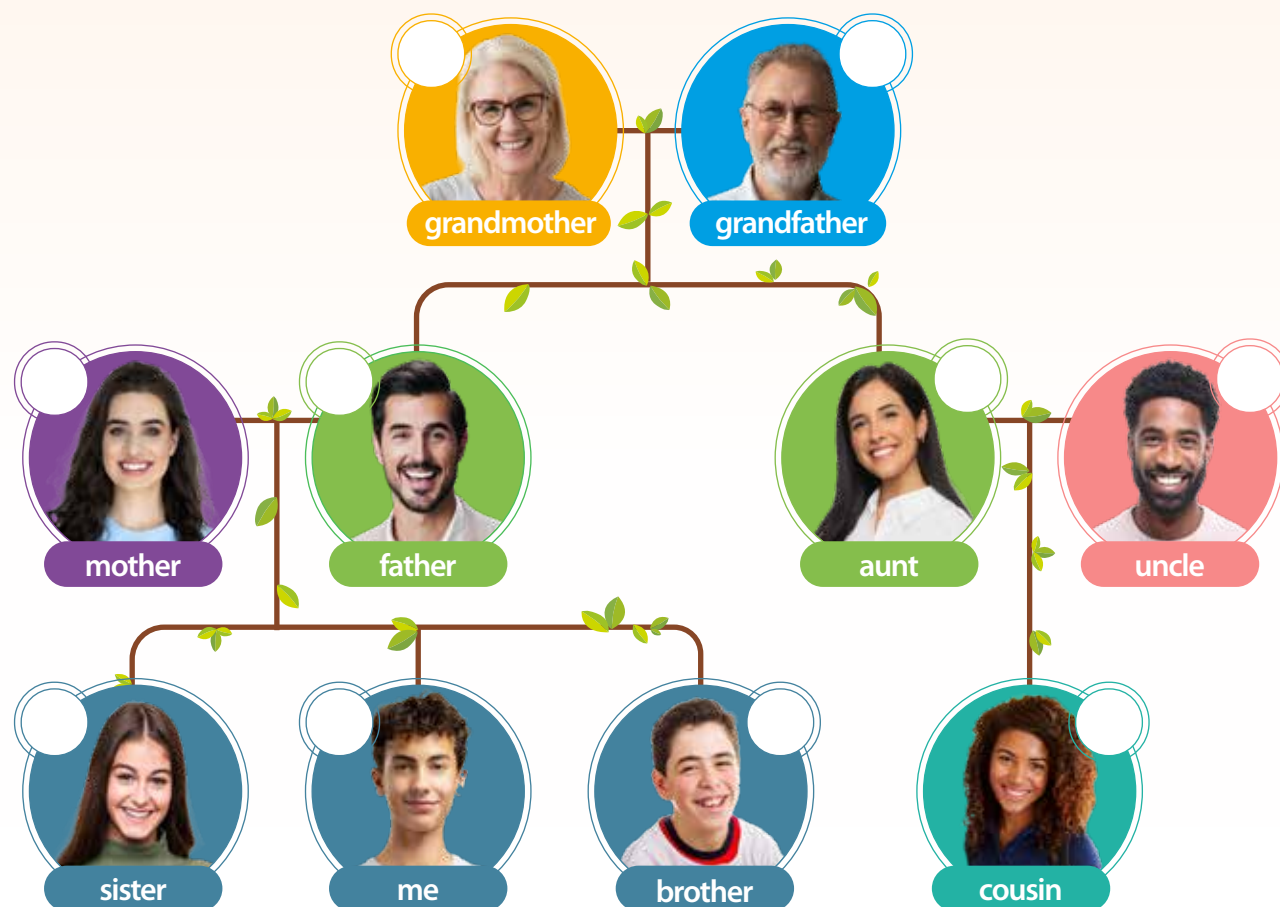 grandmother
grandfather
mother
father
aunt
uncle
sister
me
brother
cousin